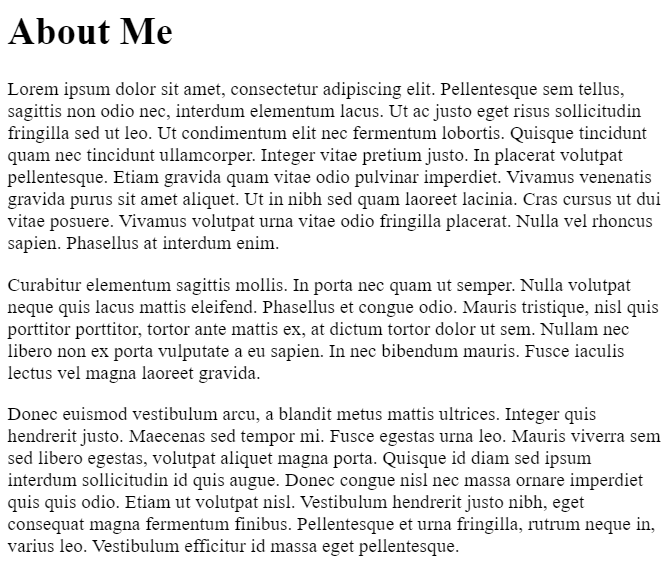 About Me
Lorem ipsum dolor sit amet, consectetur adipiscing elit. Pellentesque sem tellus,
sagittis non odio nec, interdum elementum lacus. Ut ac justo eget risus sollicitudin
fringilla sed ut leo. Ut condimentum elit nec fermentum lobortis. Quisque tincidunt
quam nec tincidunt ullamcorper. Integer vitae pretium justo. In placerat volutpat
pellentesque. Etiam gravida quam vitae odio pulvinar imperdiet. Vivamus venenatis
gravida purus sit amet aliquet. Ut in nibh sed quam laoreet lacinia. Cras cursus ut dui
vitae posuere. Vivamus volutpat urna vitae odio fringilla placerat. Nulla vel rhoncus
sapien. Phasellus at interdum enim.
Curabitur elementum sagittis mollis. In porta nec quam ut semper. Nulla volutpat
neque quis lacus mattis eleifend. Phasellus et congue odio. Mauris tristique, nisl quis
porttitor porttitor, tortor ante mattis ex, at dictum tortor dolor ut sem. Nullam nec
libero non ex porta vulputate a eu sapien. In nec bibendum mauris. Fusce iaculis
lectus vel magna laoreet gravida.
Donec euismod vestibulum arcu, a blandit metus mattis ultrices. Integer quis
hendrerit justo. Maecenas sed tempor mi. Fusce egestas urna leo. Mauris viverra sem
sed libero egestas, volutpat aliquet magna porta. Quisque id diam sed ipsum
interdum sollicitudin id quis augue. Donec congue nisl nec massa ornare imperdiet
quis quis odio. Etiam ut volutpat nisl. Vestibulum hendrerit justo nibh, eget
consequat magna fermentum finibus. Pellentesque et urna fringilla, rutrum neque in,
varius leo. Vestibulum efficitur id massa eget pellentesque.